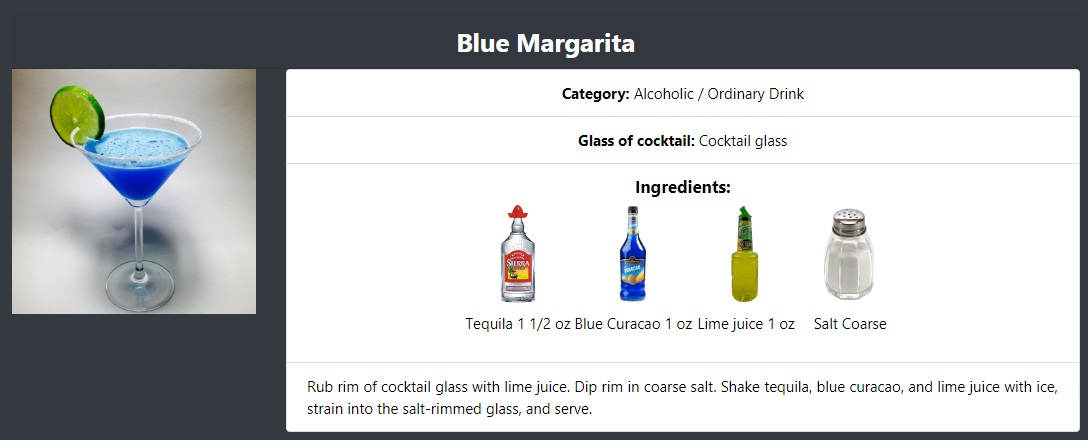 Blue Margarita
Category: Alcoholic / Ordinary Drink
Glass of cocktail: Cocktail glass
Ingredients:
SIERRA
Tequila 1 1/2 oz Blue Curacao 1 oz Lime juice 1 oz Salt Coarse
Rub rim of cocktail glass with lime juice. Dip rim in coarse salt. Shake tequila, blue curacao, and lime juice with ice,
strain into the salt-rimmed glass, and serve.